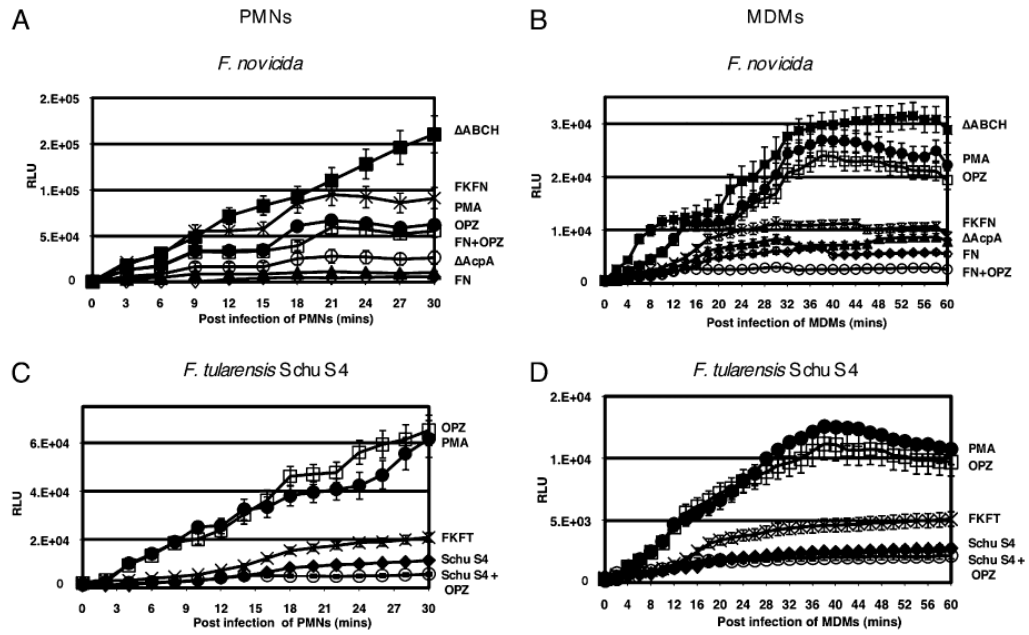 A
PMNs
F. novicida
2.E+05
2.E+05
1.E+05
5.E+04
0
RLU
0 3 6 9 12 15 18 21 24 27 30
Post infection of PMNs (mins)
ΔABCH
FKFN
PMA
OPZ
FN+OPZ
ΔAcpA
FN
B
MDMs
F. novicida
3.E+04
2.E+04
1.E+04
0
RLU
0 4 8 12 16 20 24 28 32 36 40 44 48 52 56 60
Post infection of MDMs (mins)
ΔABCH
PMA
OPZ
FKFN
ΔAcpA
FN
FN+OPZ
C
F. tularensis Schu S4
6.E+04
4.E+04
2.E+04
0
RLU
0 3 6 9 12 15 18 21 24 27 30
Post infection of PMNs (mins)
OPZ
PMA
FKFT
Schu S4
Schu S4 +
OPZ
D
F. tularensis Schu S4
2.E+04
1.E+04
5.E+03
0
RLU
0 4 8 12 16 20 24 28 32 36 40 44 48 52 56 60
Post infection of MDMs (mins)
PMA
OPZ
FKFT
Schu S4
Schu S4 +
OPZ